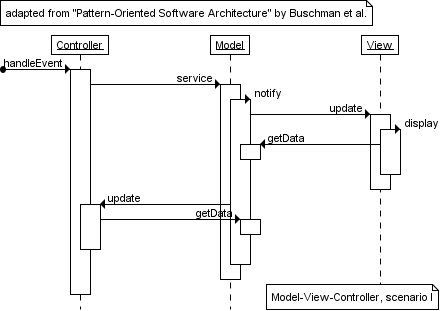 adapted from "Pattern-Oriented Software Architecture" by Buschman et al.
Controller
Model
View
handleEvent
service
notify
update
display
getData
update
getData
Model-View-Controller, scenario I